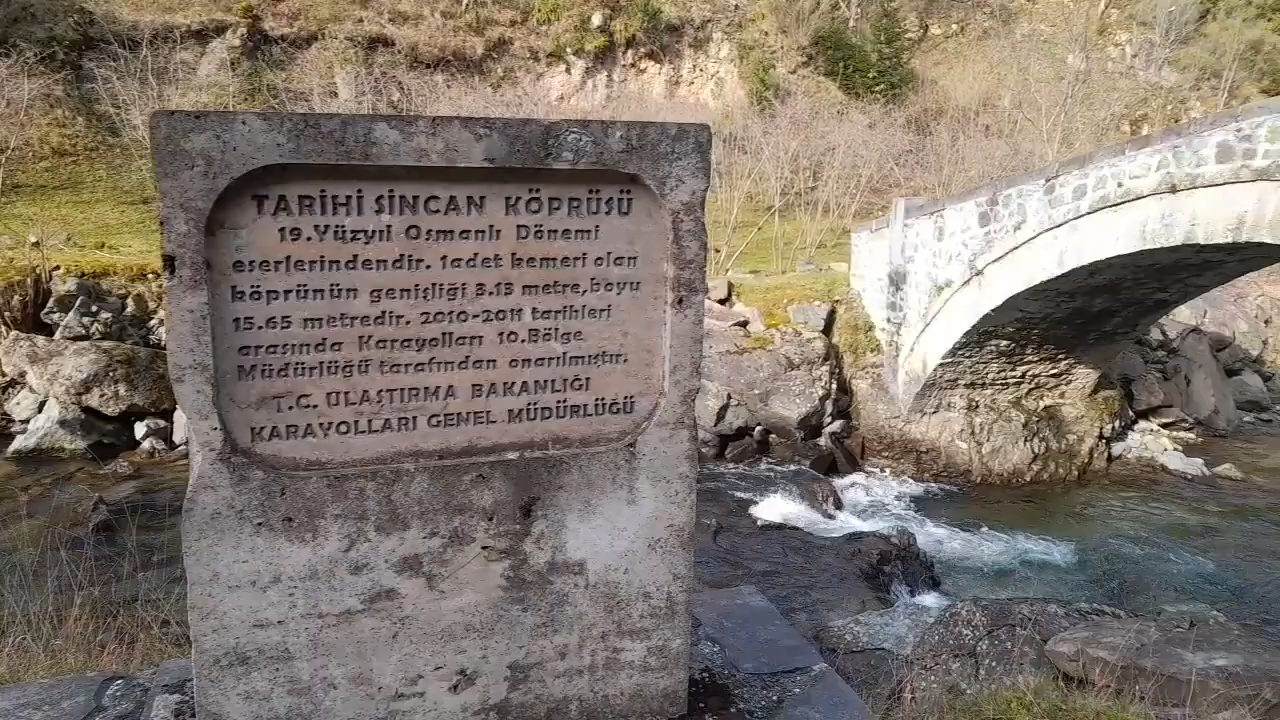 TARİHİ SİNCAN KÖPRÜSÜ
19.Yüzyıl Osmanlı Dönemi
eserlerindendir. 1adet kemeri olan
köprünün genişliği 3.13 metre,boyu
15.65 metredir. 2010-2011 tarihleri
arasında Karayolları 10.Bölge
Müdürlüğü tarafından onarılmıştır.
T.C. ULAŞTIRMA BAKANLIĞI
KARAYOLLARI GENEL MÜDÜRLÜĞÜ